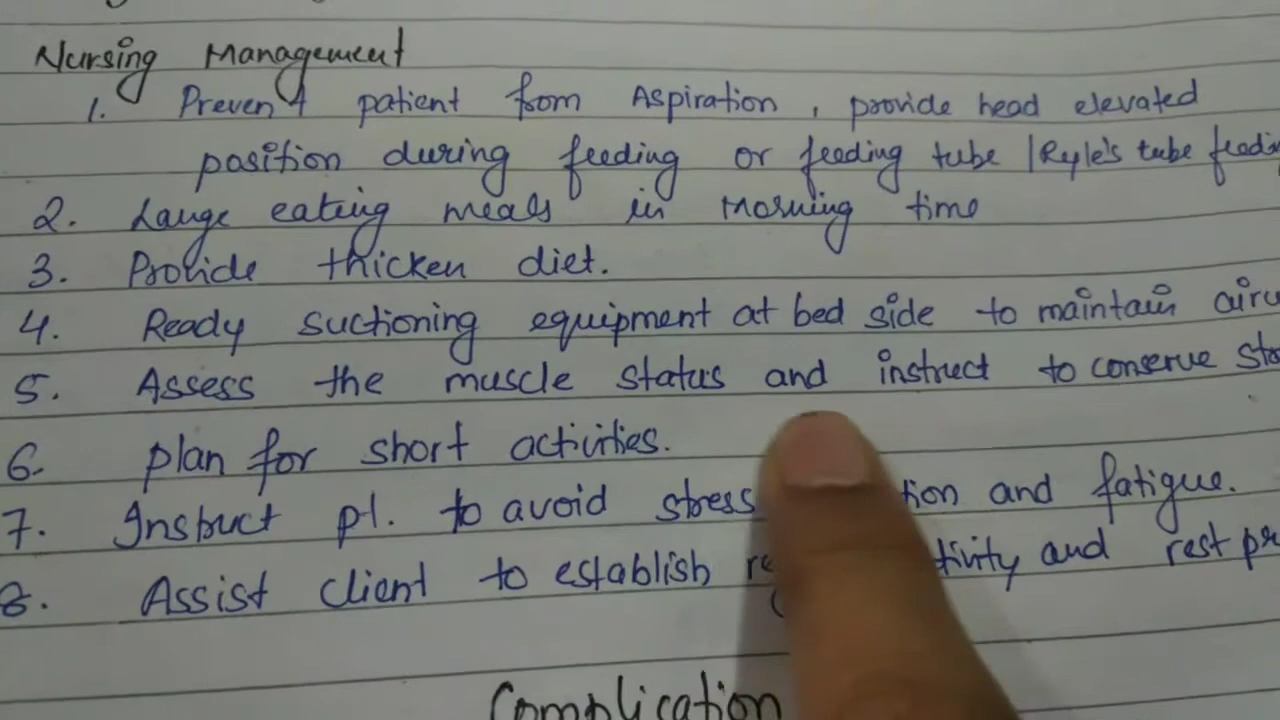 Nursing Management
1. Prevent patient from Aspiration, provide head elevated
position during feeding or feeding tube | Ryle's tube
2. Lauge eating meals in Morning time
3. Provide thicken diet.
4. Ready suctioning equipment at bed side to maintain
5. Assess the muscle status and instruct to conserve
6. plan for short activities.
7. Instruct pt. to avoid stress and fatigue.
8. Assist client to establish and rest
Complication